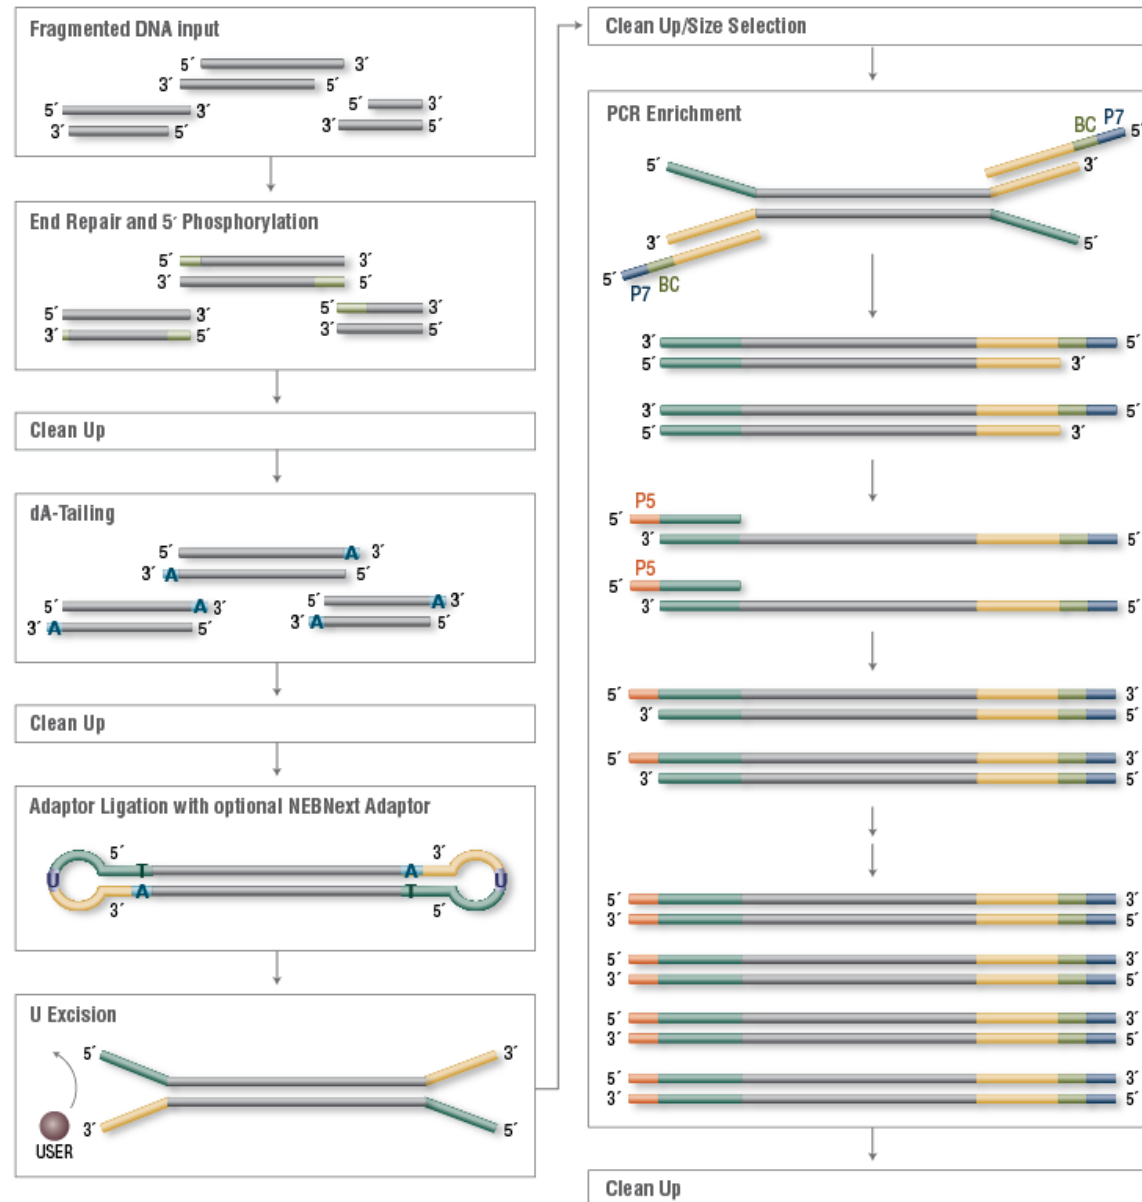 Fragmented DNA input
5´ 3´
3´ 5´
5´ 3´
3´ 5´
5´ 3´
3´ 5´
End Repair and 5´ Phosphorylation
5´ 3´
3´ 5´
5´ 3´
3´ 5´
5´ 3´
3´ 5´
Clean Up
dA-Tailing
5´ A 3´
3´ A 5´
5´ A 3´
3´ A 5´
5´ A 3´
3´ A 5´
Clean Up
Adaptor Ligation with optional NEBNext Adaptor
5´ 3´
T A
U U
A T
3´ 5´
U Excision
5´ 3´
3´ 5´
USER
Clean Up/Size Selection
PCR Enrichment
BC P7
5´
5´ 3´
3´ 5´
5´
P7 BC
3´ 5´
5´ 3´
3´ 5´
5´ 3´
P5
5´
3´ 5´
P5
5´
3´ 5´
5´ 3´
3´ 5´
5´ 3´
3´ 5´
5´ 3´
3´ 5´
5´ 3´
3´ 5´
5´ 3´
3´ 5´
5´ 3´
3´ 5´
Clean Up